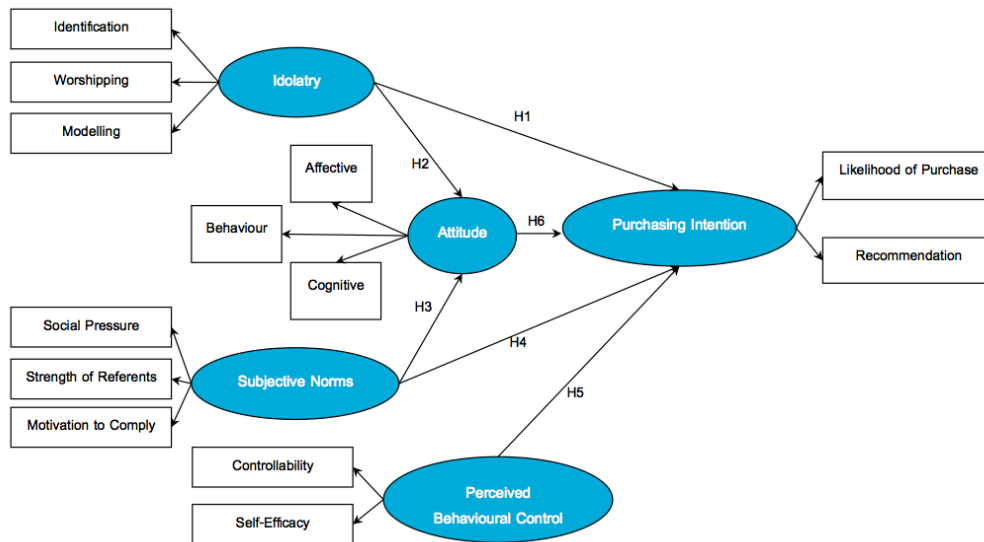 Identification
Idolatry
Worshipping
Modelling
H1
H2
Affective
Likelihood of Purchase
Behaviour
Attitude
H6
Purchasing Intention
Recommendation
Cognitive
H3
Social Pressure
H4
Strength of Referents
Subjective Norms
H5
Motivation to Comply
Controllability
Perceived
Behavioural Control
Self-Efficacy